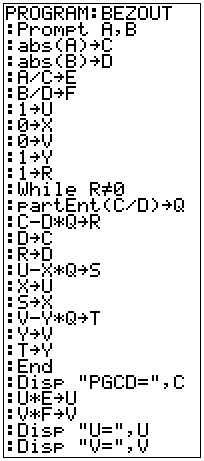 PROGRAM:BEZOUT
:Prompt A,B
:abs(A)→C
:abs(B)→D
:A/C→E
:B/D→F
:1→U
:0→X
:0→V
:1→Y
:1→R
:While R≠0
:partEnt(C/D)→Q
:C-D*Q→R
:D→C
:R→D
:U-X*Q→S
:X→U
:S→X
:V-Y*Q→T
:Y→V
:T→Y
:End
:Disp "PGCD=",C
:U*E→U
:V*F→V
:Disp "U=",U
:Disp "V=",V